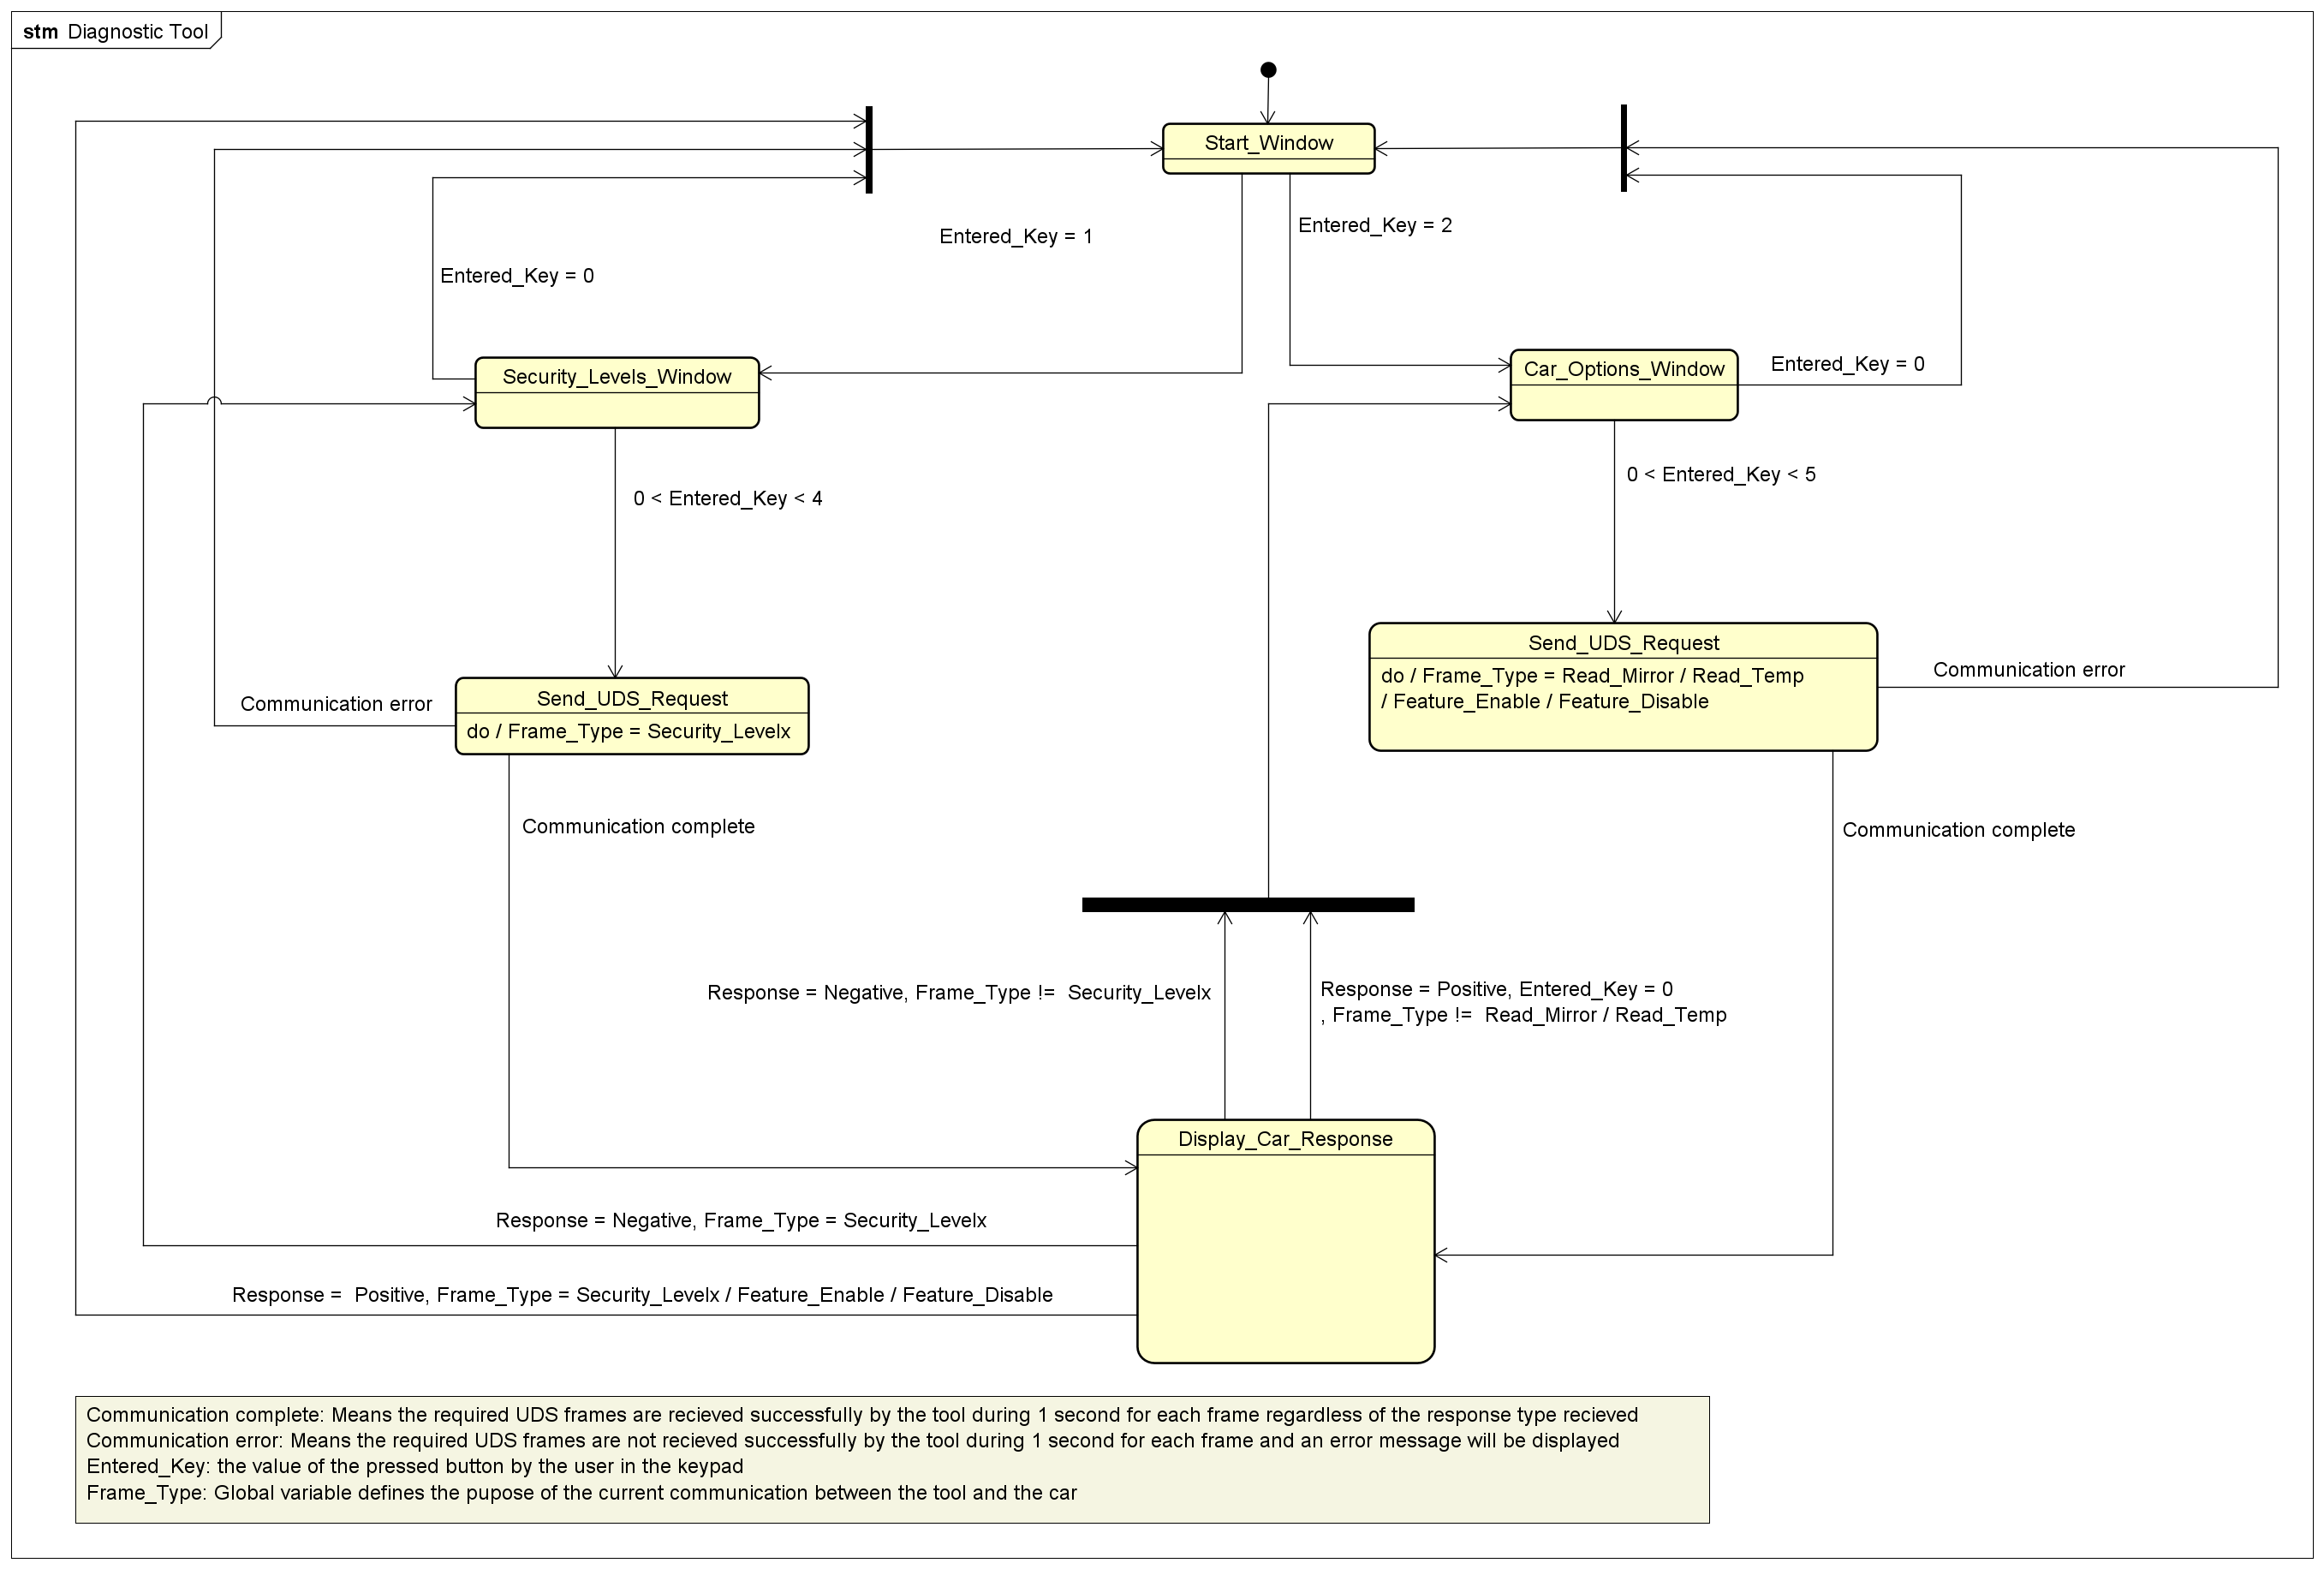 stm Diagnostic Tool
Start_Window
Entered_Key = 1
Entered_Key = 2
Entered_Key = 0
Security_Levels_Window
Car_Options_Window
Entered_Key = 0
0 < Entered_Key < 4
0 < Entered_Key < 5
Send_UDS_Request
do / Frame_Type = Read_Mirror / Read_Temp
/ Feature_Enable / Feature_Disable
Communication error
Communication error
Send_UDS_Request
do / Frame_Type = Security_Levelx
Communication complete
Communication complete
Response = Negative, Frame_Type !=  Security_Levelx
Response = Positive, Entered_Key = 0
, Frame_Type !=  Read_Mirror / Read_Temp
Display_Car_Response
Response = Negative, Frame_Type = Security_Levelx
Response =  Positive, Frame_Type = Security_Levelx / Feature_Enable / Feature_Disable
Communication complete: Means the required UDS frames are recieved successfully by the tool during 1 second for each frame regardless of the response type recieved
Communication error: Means the required UDS frames are not recieved successfully by the tool during 1 second for each frame and an error message will be displayed
Entered_Key: the value of the pressed button by the user in the keypad
Frame_Type: Global variable defines the pupose of the current communication between the tool and the car